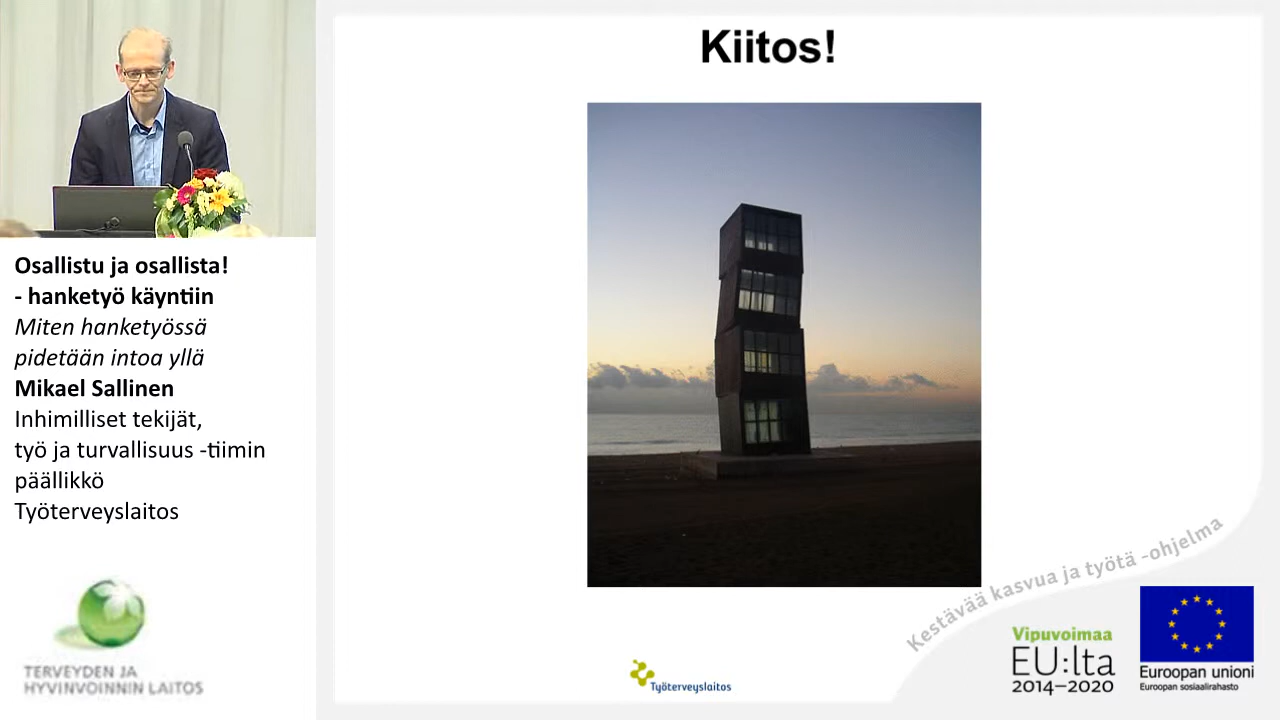 Kiitos!
Osallistu ja osallista!
- hanketyö käyntiin
Miten hanketyössä
pidetään intoa yllä
Mikael Sallinen
Inhimilliset tekijät,
työ ja turvallisuus -tiimin
päällikkö
Työterveyslaitos
TERVEYDEN JA
HYVINVOINNIN LAITOS
Työterveyslaitos
Kestävää kasvua ja työtä -ohjelma
Vipuvoimaa
EU:lta
2014–2020
Euroopan unioni
Euroopan sosiaalirahasto